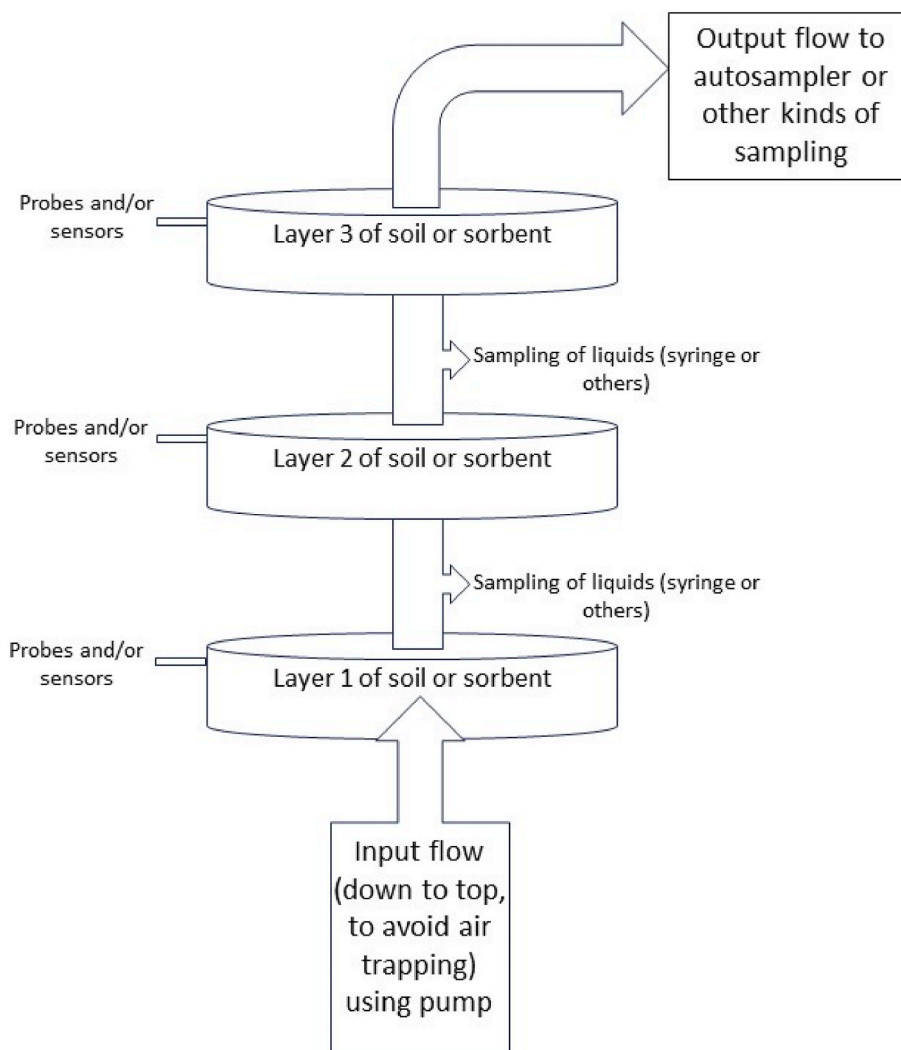 Output flow to
autosampler or
other kinds of
sampling
Probes and/or
sensors
Layer 3 of soil or sorbent
Sampling of liquids (syringe or
others)
Probes and/or
sensors
Layer 2 of soil or sorbent
Sampling of liquids (syringe or
others)
Probes and/or
sensors
Layer 1 of soil or sorbent
Input flow
(down to top,
to avoid air
trapping)
using pump